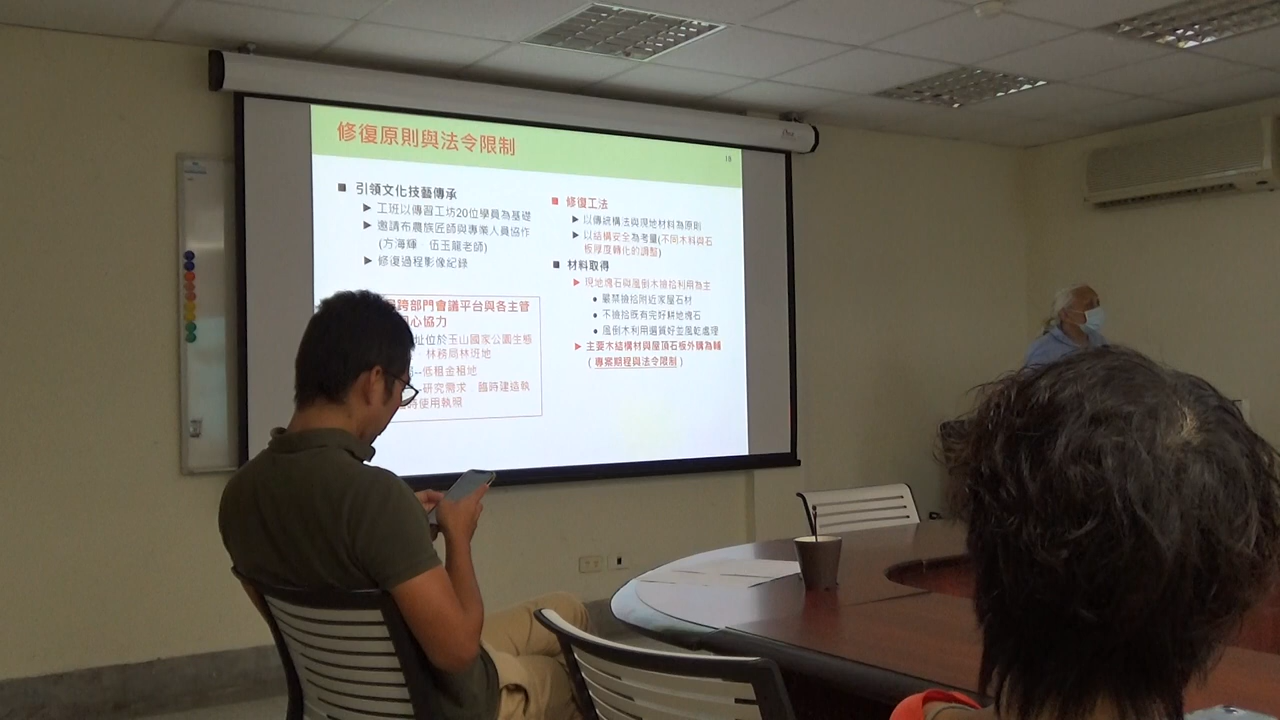 修復原則與法令限制
18
■ 引領文化技藝傳承
▶ 工班以傳習工坊20位學員為基礎
▶ 邀請布農族匠師與專業人員協作
(方海輝、伍玉龍老師)
▶ 修復過程影像紀錄
跨部門會議平台與各主管
心協力
址位於玉山國家公園生態
、林務局林班地
--低租金租地
--研究需求、臨時建造執
時使用執照
■ 修復工法
▶ 以傳統構法與現地材料為原則
▶ 以結構安全為考量(不同木料與石
板厚度轉化的調整)
■ 材料取得
▶ 現地塊石與風倒木撿拾利用為主
• 嚴禁撿拾附近家屋石材
• 不撿拾既有完好耕地塊石
• 風倒木利用選質好並風乾處理
▶ 主要木結構材與屋頂石板外購為輔
(專案期程與法令限制)